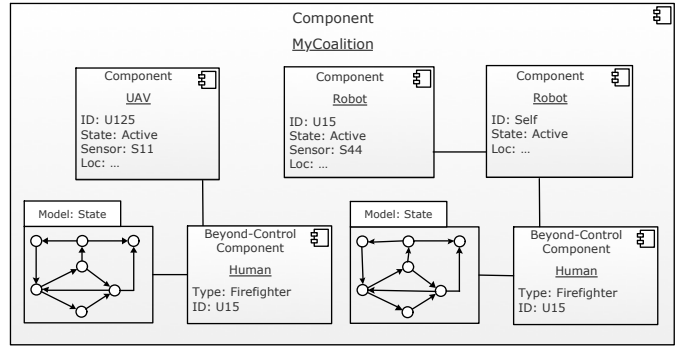 Component
MyCoalition
Component
UAV
ID: U125
State: Active
Sensor: S11
Loc: ...
Component
Robot
ID: U15
State: Active
Sensor: S44
Loc: ...
Component
Robot
ID: Self
State: Active
Loc: ...
Model: State
Beyond-Control
Component
Human
Type: Firefighter
ID: U15
Model: State
Beyond-Control
Component
Human
Type: Firefighter
ID: U15